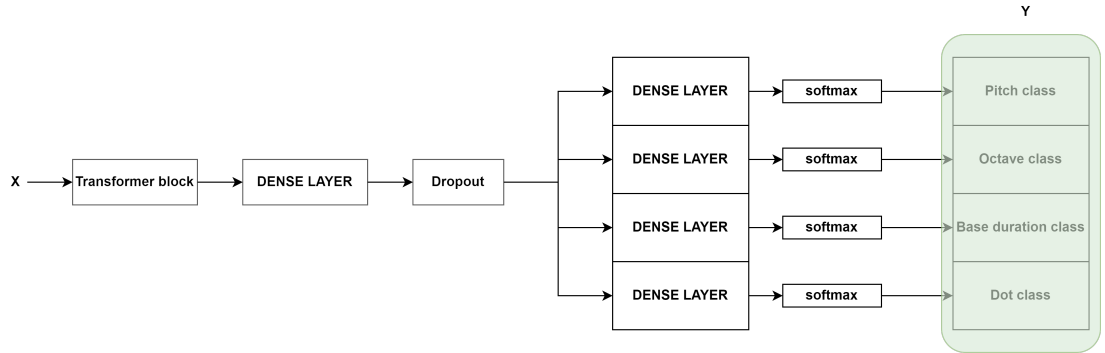 Y
X
Transformer block
DENSE LAYER
Dropout
DENSE LAYER
softmax
Pitch class
DENSE LAYER
softmax
Octave class
DENSE LAYER
softmax
Base duration class
DENSE LAYER
softmax
Dot class